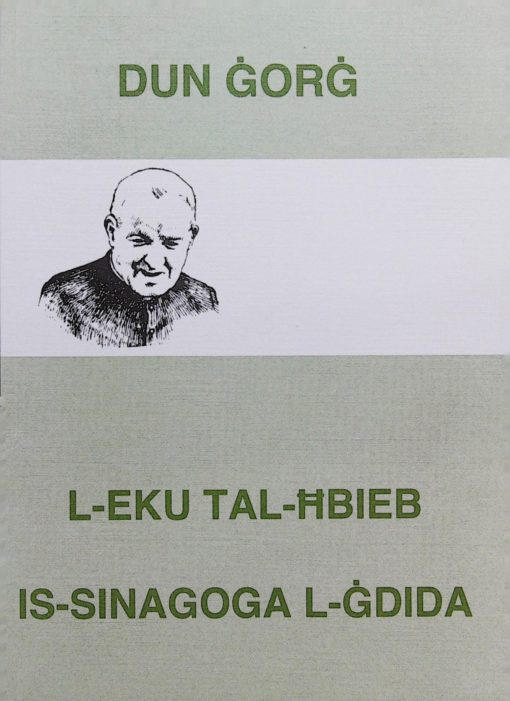 DUN ĠORĠ
L-EKU TAL-ĦBIEB
IS-SINAGOGA L-ĠDIDA